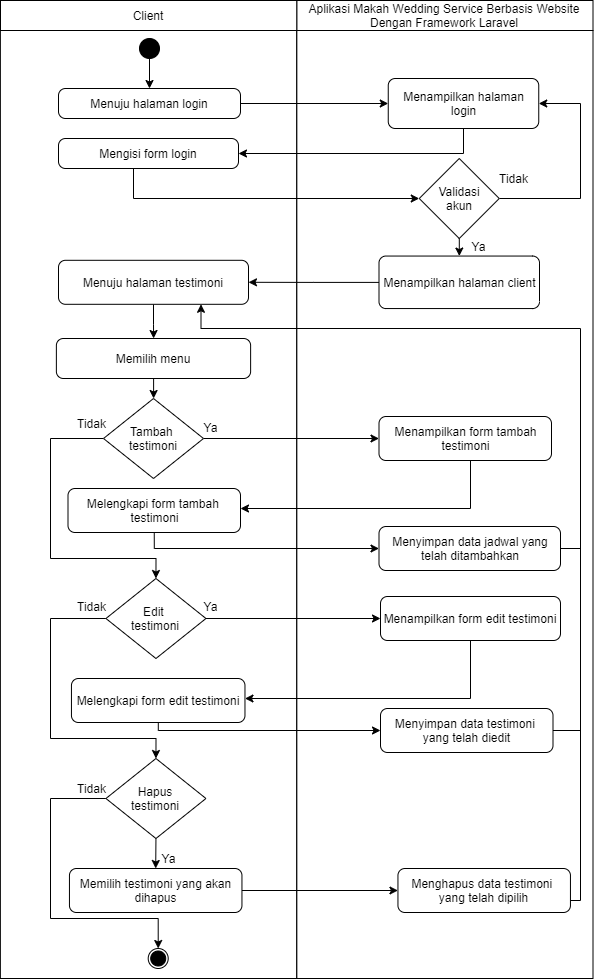 Client
Aplikasi Makah Wedding Service Berbasis Website
Dengan Framework Laravel
Menuju halaman login
Menampilkan halaman
login
Mengisi form login
Validasi
akun
Tidak
Ya
Menuju halaman testimoni
Menampilkan halaman client
Memilih menu
Tidak
Tambah
testimoni
Ya
Menampilkan form tambah
testimoni
Melengkapi form tambah
testimoni
Menyimpan data jadwal yang
telah ditambahkan
Tidak
Edit
testimoni
Ya
Menampilkan form edit testimoni
Melengkapi form edit testimoni
Menyimpan data testimoni
yang telah diedit
Tidak
Hapus
testimoni
Ya
Memilih testimoni yang akan
dihapus
Menghapus data testimoni
yang telah dipilih